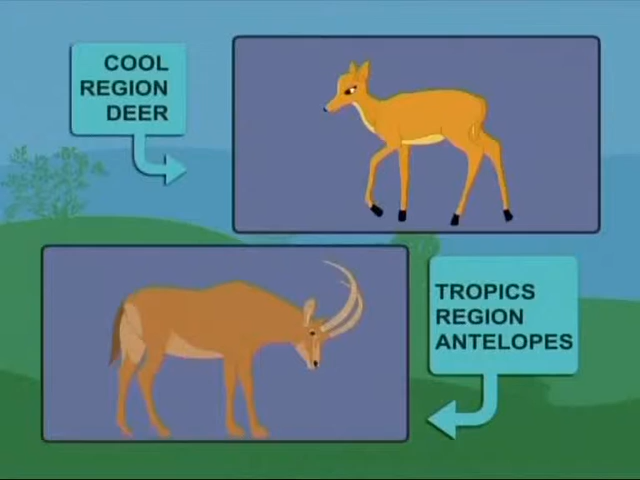 COOL
REGION
DEER
TROPICS
REGION
ANTELOPES